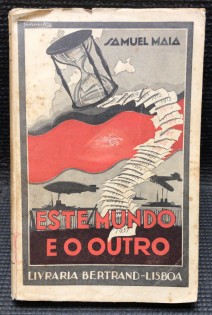 SAMUEL MAIA
ESTE MUNDO
E O OUTRO
LIVRARIA BERTRAND-LISBOA